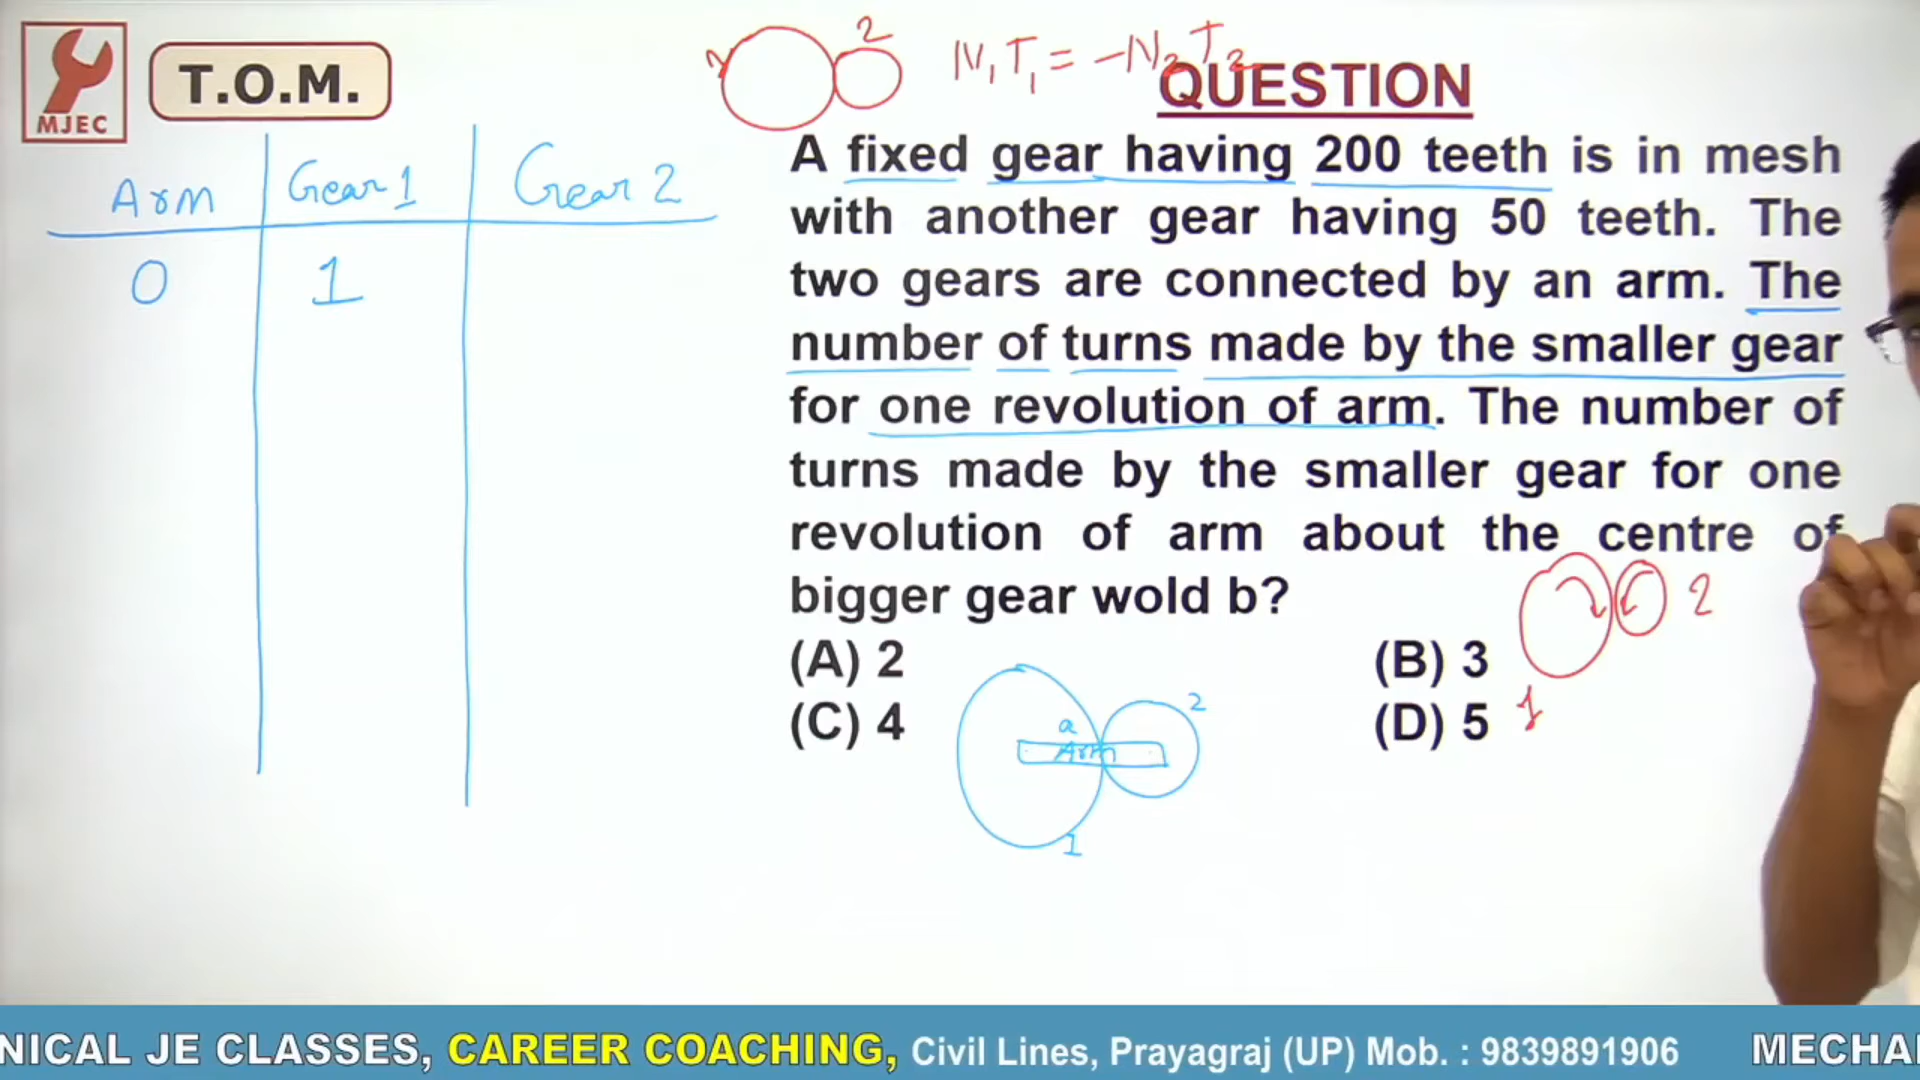 MJEC
T.O.M.
2
N₁T₁ = -N₂T₂
QUESTION
A fixed gear having 200 teeth is in mesh
with another gear having 50 teeth. The
two gears are connected by an arm. The
number of turns made by the smaller gear
for one revolution of arm. The number of
turns made by the smaller gear for one
revolution of arm about the centre of
bigger gear wold b?
(A) 2
(B) 3
(C) 4
(D) 5
Arm
Gear 1
Gear 2
0
1
a
Arm
2
1
2
1
NICAL JE CLASSES, CAREER COACHING, Civil Lines, Prayagraj (UP) Mob. : 9839891906 MECHA